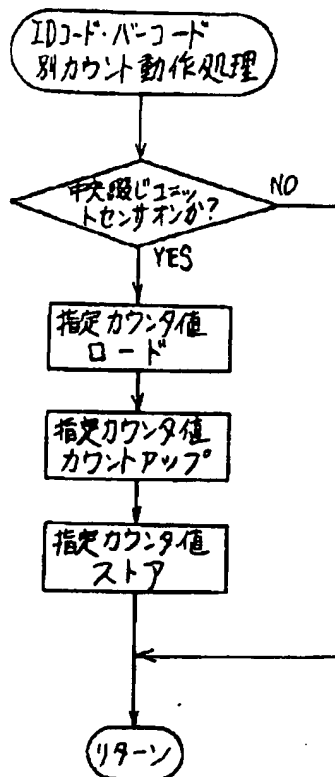 IDコード・バーコード
別カウント動作処理
中央綴じユニッ
トセンサオンか?
NO
YES
指定カウンタ値
ロード
指定カウンタ値
カウントアップ
指定カウンタ値
ストア
リターン